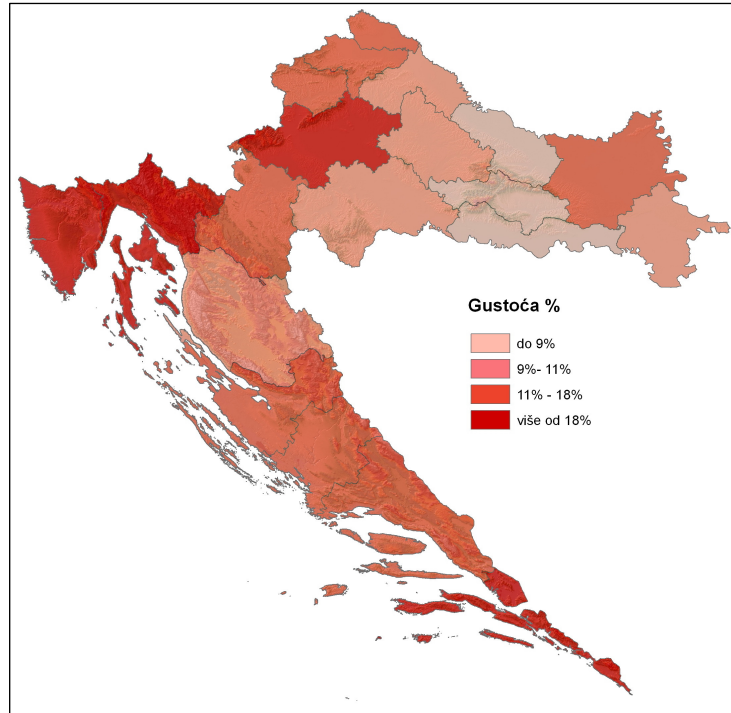 Gustoća %
do 9%
9%- 11%
11% - 18%
više od 18%